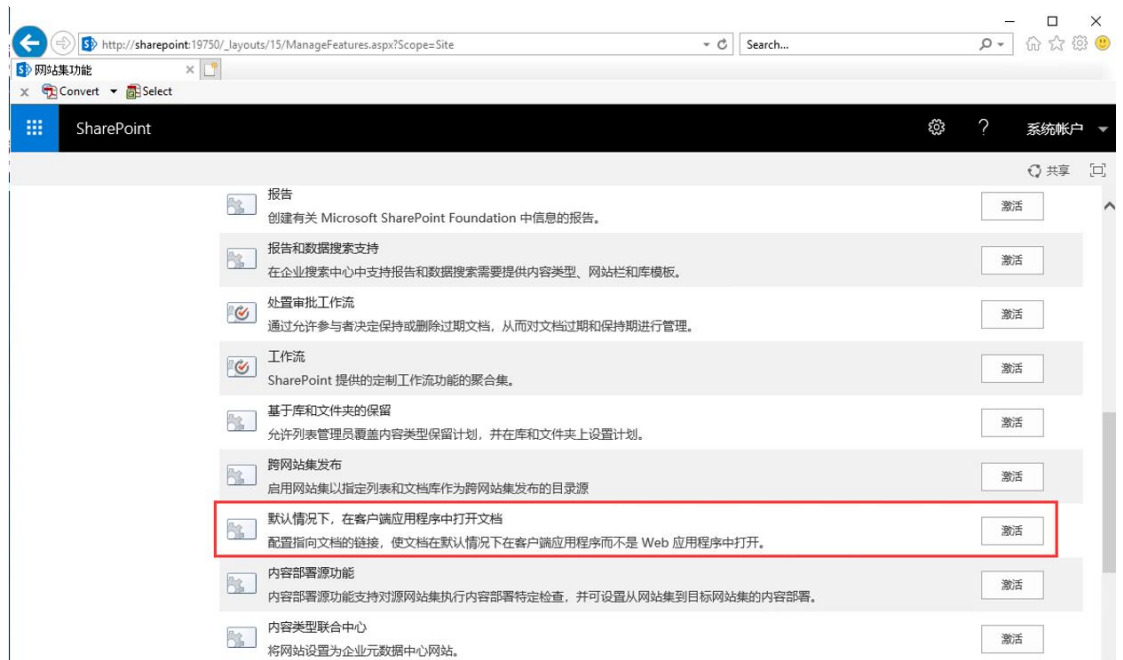 http://sharepoint:19750/_layouts/15/ManageFeatures.aspx?Scope=Site
Search...
网站集功能
Convert
Select
SharePoint
系统帐户
共享
报告
创建有关 Microsoft SharePoint Foundation 中信息的报告。
激活
报告和数据搜索支持
在企业搜索中心中支持报告和数据搜索需要提供内容类型、网站栏和库模板。
激活
处置审批工作流
通过允许参与者决定保持或删除过期文档，从而对文档过期和保持期进行管理。
激活
工作流
SharePoint 提供的定制工作流功能的聚合集。
激活
基于库和文件夹的保留
允许列表管理员覆盖内容类型保留计划，并在库和文件夹上设置计划。
激活
跨网站集发布
启用网站集以指定列表和文档库作为跨网站集发布的目录源
激活
默认情况下，在客户端应用程序中打开文档
配置指向文档的链接，使文档在默认情况下在客户端应用程序而不是 Web 应用程序中打开。
激活
内容部署源功能
内容部署源功能支持对源网站集执行内容部署特定检查，并可设置从网站集到目标网站集的内容部署。
激活
内容类型联合中心
将网站设置为企业元数据中心网站。
激活